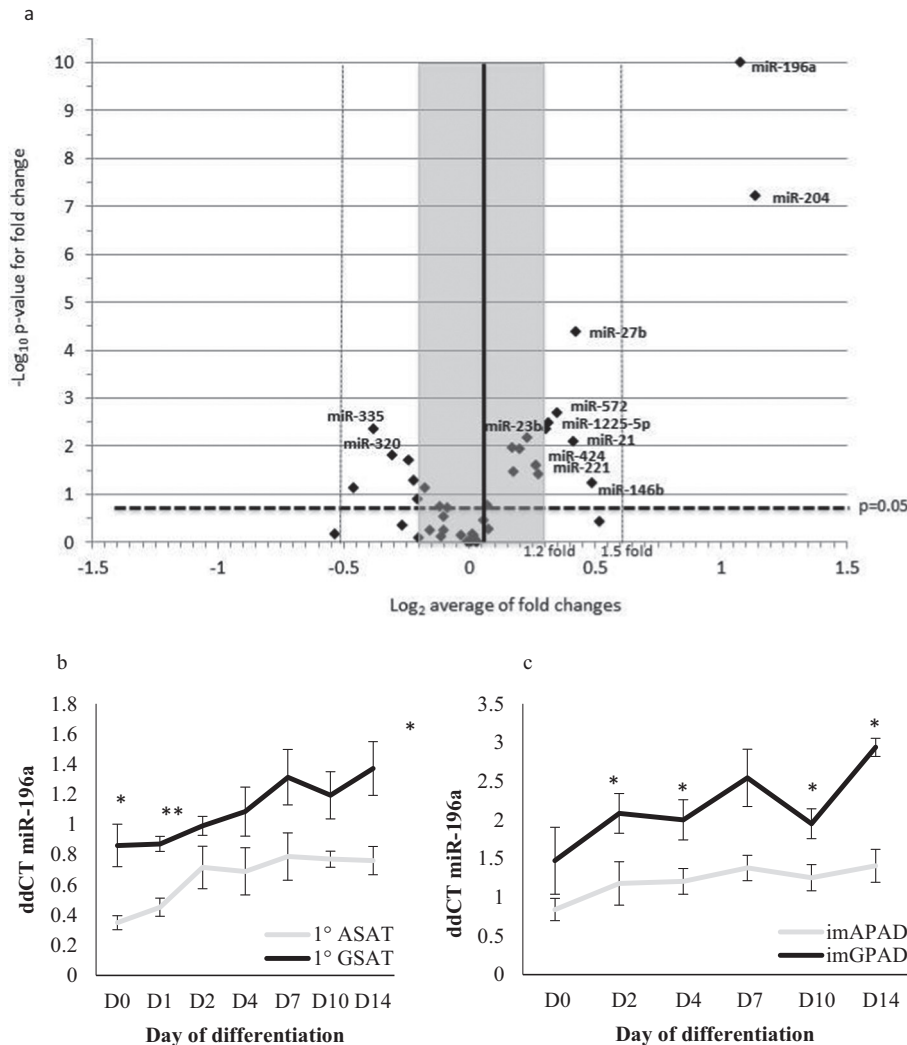 a
10
miR-196a
9
8
miR-204
7
6
5
miR-27b
4
3
miR-572
miR-335
miR-23b
miR-1225-5p
2
miR-320
miR-21
miR-424
miR-221
1
miR-146b
p=0.05
0
1.2 fold
1.5 fold
-1.5 -1 -0.5 0 0.5 1 1.5
-Log10 p-value for fold change
Log2 average of fold changes
b
1.8
1.6
1.4
1.2
1
0.8
0.6
0.4
0.2
0
ddCT miR-196a
*
**
*
1° ASAT
1° GSAT
D0 D1 D2 D4 D7 D10 D14
Day of differentiation
c
3.5
3
2.5
2
1.5
1
0.5
0
ddCT miR-196a
*
*
*
*
imAPAD
imGPAD
D0 D2 D4 D7 D10 D14
Day of differentiation